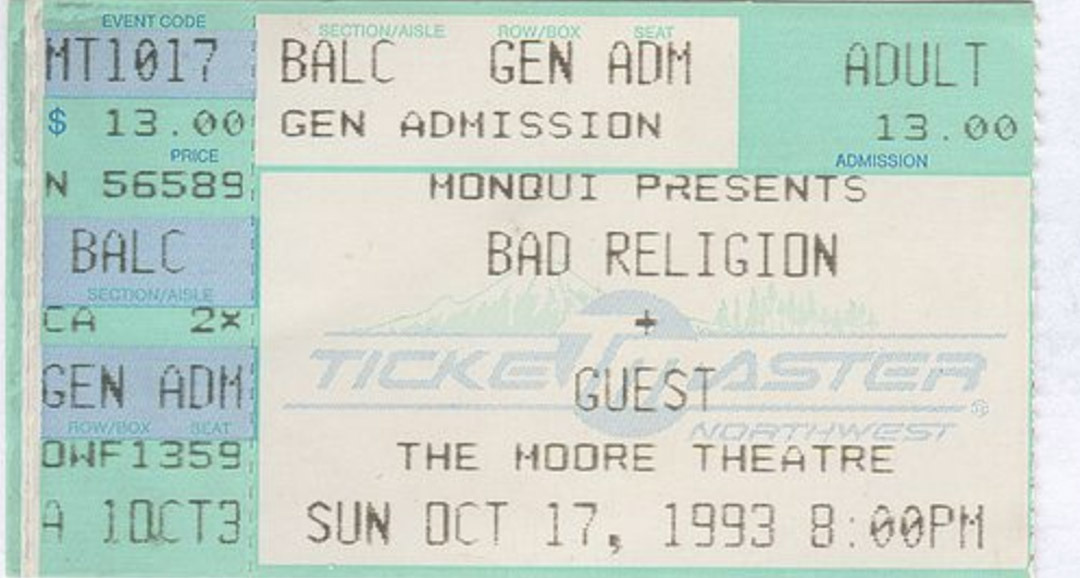 EVENT CODE
MT1017
$ 13.00
PRICE
N 56589
BALC
SECTION/AISLE
CA 2X
GEN ADM
ROW/BOX SEAT
OWF1359
A 1OCT3
SECTION/AISLE ROW/BOX SEAT
BALC GEN ADM
GEN ADMISSION
ADULT
13.00
ADMISSION
MONQUI PRESENTS
BAD RELIGION
+
TICKETMASTER
GUEST
NORTHWEST
THE MOORE THEATRE
SUN OCT 17, 1993 8:00PM